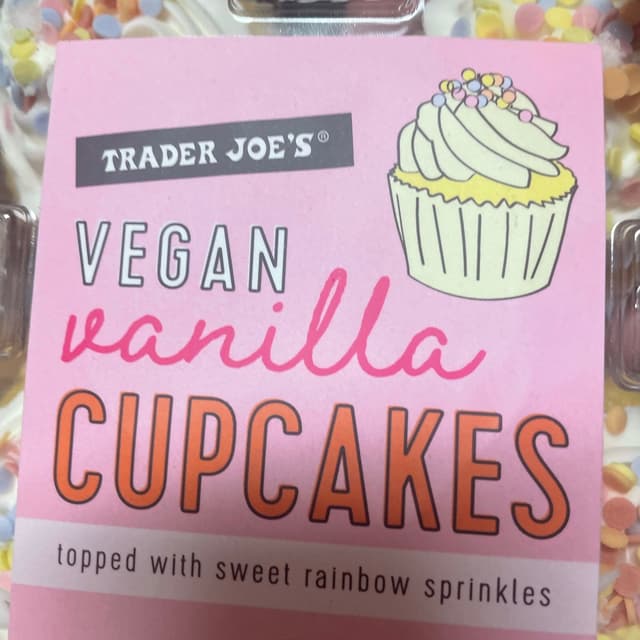 TRADER JOE'S®
VEGAN
vanilla
CUPCAKES
topped with sweet rainbow sprinkles